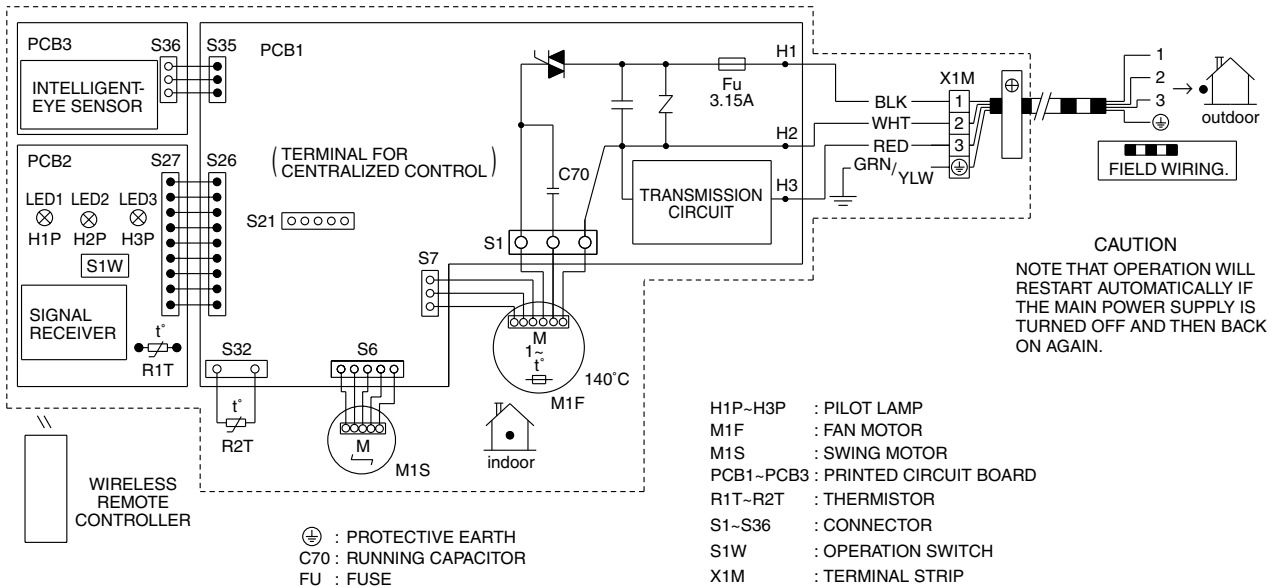 PCB3
S36
S35
PCB1
INTELLIGENT-
EYE SENSOR
PCB2
S27
S26
LED1 LED2 LED3
H1P H2P H3P
S1W
SIGNAL
RECEIVER
t°
R1T
(TERMINAL FOR
CENTRALIZED CONTROL)
S21
S32
t°
R2T
S6
M
M1S
S7
S1
C70
M
1~
t°
140°C
M1F
Fu
3.15A
H1
H2
H3
TRANSMISSION
CIRCUIT
BLK
WHT
RED
GRN/YLW
X1M
1
2
3
1
2
3
outdoor
FIELD WIRING.
CAUTION
NOTE THAT OPERATION WILL
RESTART AUTOMATICALLY IF
THE MAIN POWER SUPPLY IS
TURNED OFF AND THEN BACK
ON AGAIN.
indoor
WIRELESS
REMOTE
CONTROLLER
: PROTECTIVE EARTH
C70 : RUNNING CAPACITOR
FU : FUSE
H1P~H3P : PILOT LAMP
M1F : FAN MOTOR
M1S : SWING MOTOR
PCB1~PCB3 : PRINTED CIRCUIT BOARD
R1T~R2T : THERMISTOR
S1~S36 : CONNECTOR
S1W : OPERATION SWITCH
X1M : TERMINAL STRIP